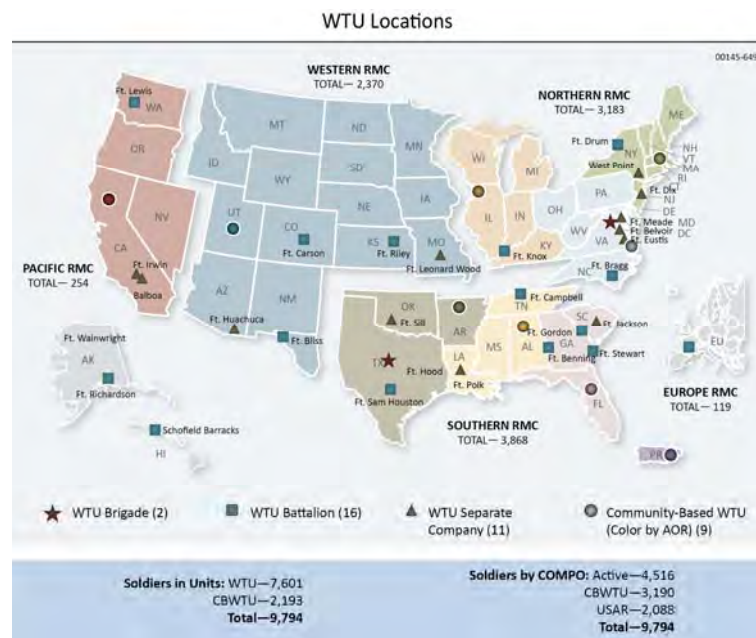 WTU Locations
00145-649
WESTERN RMC
TOTAL—2,370
NORTHERN RMC
TOTAL—3,183
Ft. Lewis
WA
MT
ND
MN
ME
OR
ID
SD
WI
MI
Ft. Drum
NY
NH
VT
MA
West Point
RI
CT
WY
IA
PA
Ft. Dix
NJ
NV
UT
NE
IL
IN
OH
DE
CO
Ft. Carson
KS
Ft. Riley
MO
WV
VA
Ft. Meade
MD
Ft. Belvoir
DC
Ft. Eustis
CA
Ft. Leonard Wood
KY
Ft. Knox
PACIFIC RMC
TOTAL—254
Ft. Irwin
Balboa
NC
Ft. Bragg
AZ
NM
OK
TN
Ft. Campbell
Ft. Huachuca
Ft. Sill
AR
SC
Ft. Jackson
Ft. Bliss
Ft. Gordon
MS
AL
GA
Ft. Wainwright
TX
LA
Ft. Benning
Ft. Stewart
EU
AK
Ft. Hood
Ft. Polk
Ft. Richardson
Ft. Sam Houston
FL
EUROPE RMC
TOTAL—119
SOUTHERN RMC
TOTAL—3,868
Schofield Barracks
HI
PR
WTU Brigade (2)
WTU Battalion (16)
WTU Separate
Company (11)
Community-Based WTU
(Color by AOR) (9)
Soldiers in Units: WTU—7,601
CBWTU—2,193
Total—9,794
Soldiers by COMPO: Active—4,516
CBWTU—3,190
USAR—2,088
Total—9,794